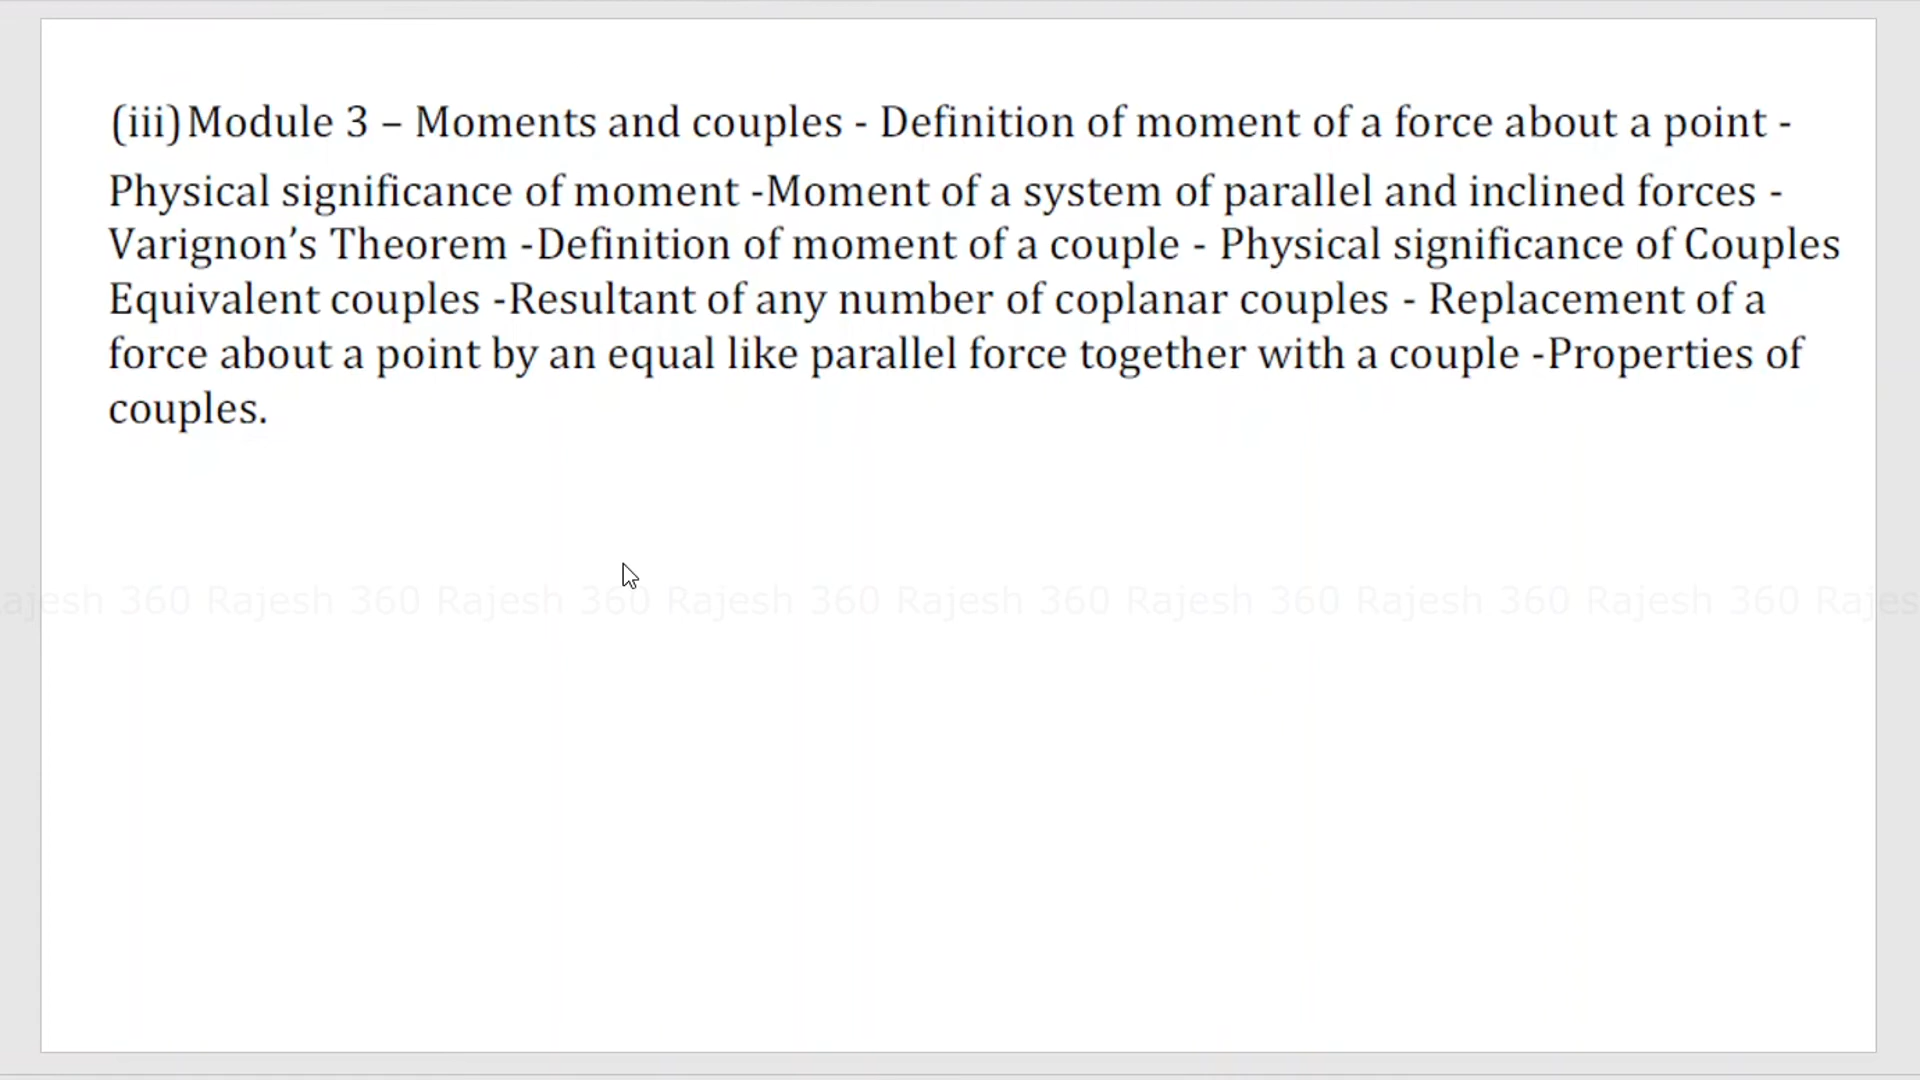 (iii) Module 3 – Moments and couples - Definition of moment of a force about a point -
Physical significance of moment -Moment of a system of parallel and inclined forces -
Varignon’s Theorem -Definition of moment of a couple - Physical significance of Couples
Equivalent couples -Resultant of any number of coplanar couples - Replacement of a
force about a point by an equal like parallel force together with a couple -Properties of
couples.
ajesh 360 Rajesh 360 Rajesh 360 Rajesh 360 Rajesh 360 Rajesh 360 Rajesh 360 Rajesh 360 Rajes